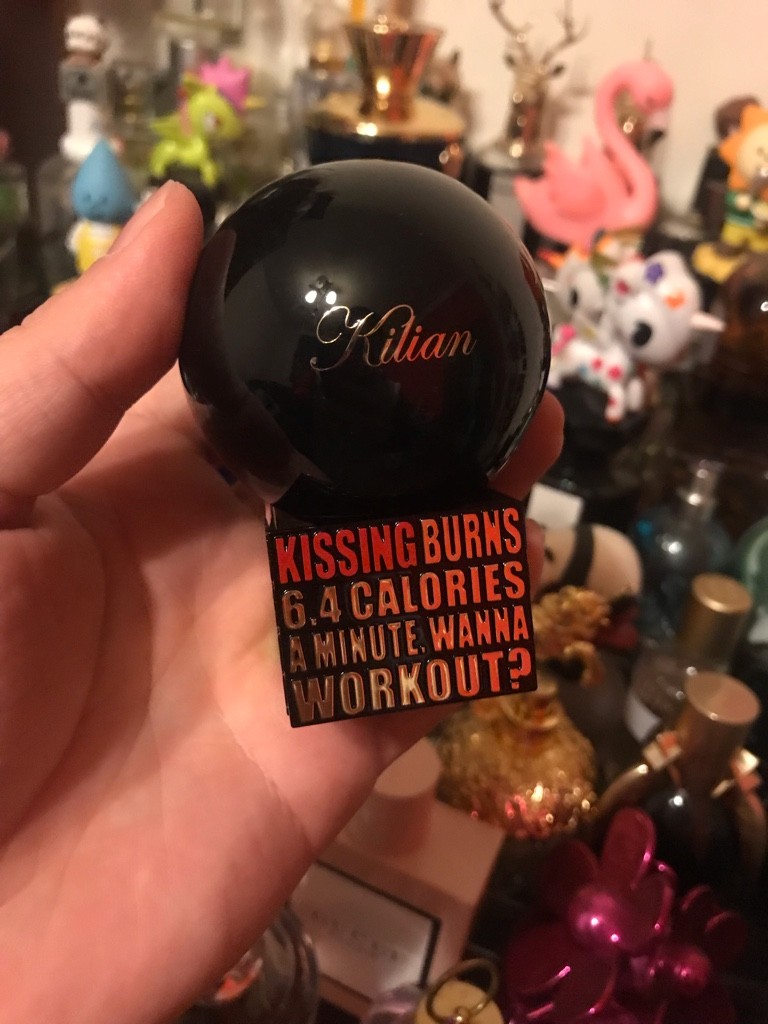 Kilian
KISSING BURNS
6.4 CALORIES
A MINUTE. WANNA
WORKOUT?